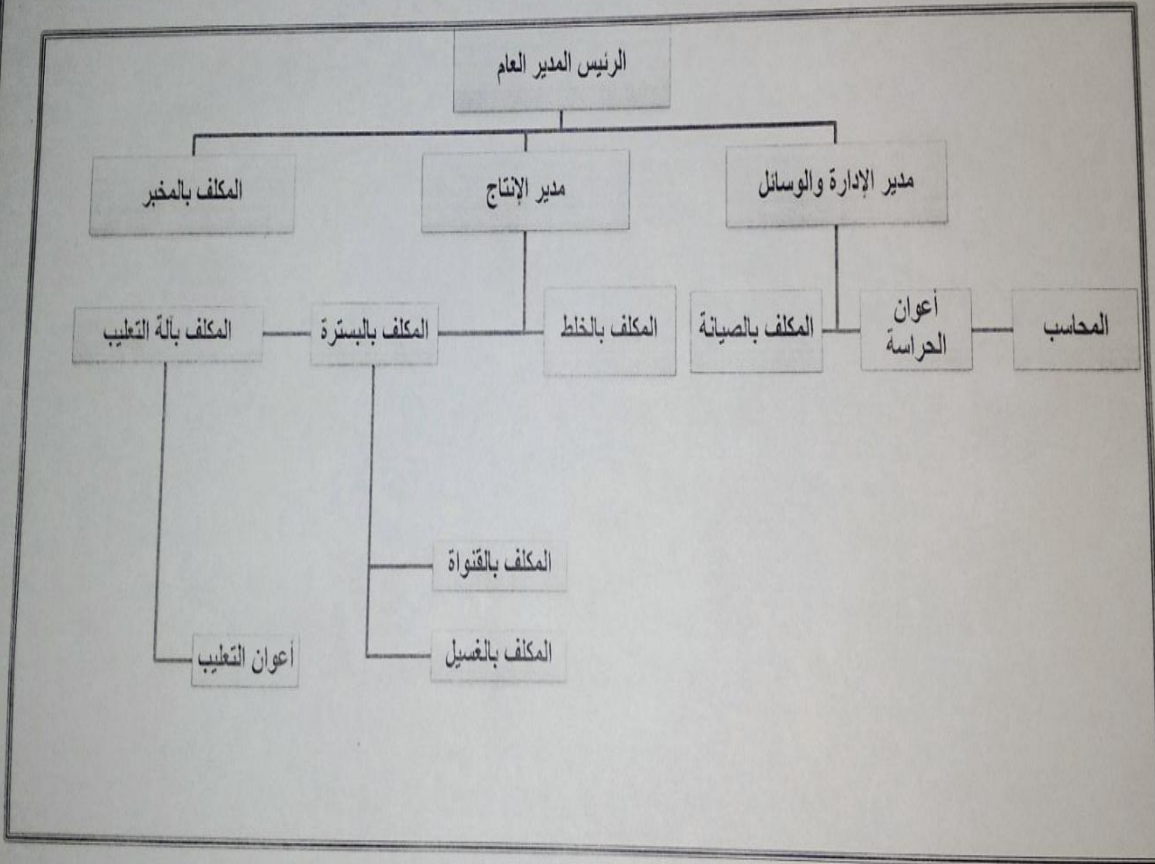 الرئيس المدير العام
مدير الإدارة والوسائل
مدير الإنتاج
المكلف بالمخبر
المحاسب
أعوان
الحراسة
المكلف بالصيانة
المكلف بالخلط
المكلف بالبسترة
المكلف بألة التعليب
المكلف بالقنواة
المكلف بالغسيل
أعوان التعليب